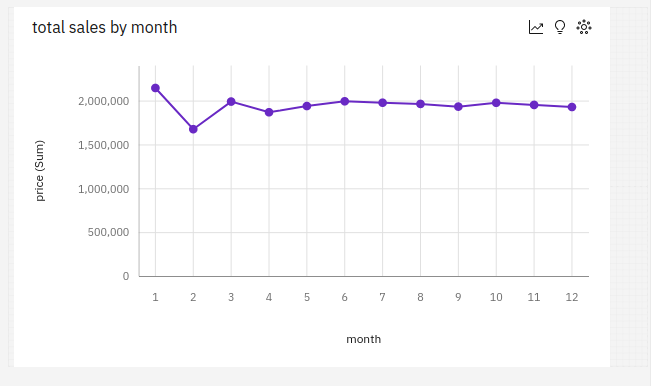 total sales by month
price (Sum)
2,000,000
1,500,000
1,000,000
500,000
0
1 2 3 4 5 6 7 8 9 10 11 12
month